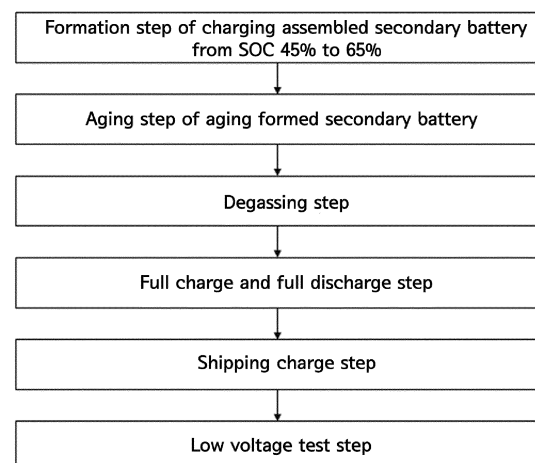 Formation step of charging assembled secondary battery
from SOC 45% to 65%
Aging step of aging formed secondary battery
Degassing step
Full charge and full discharge step
Shipping charge step
Low voltage test step